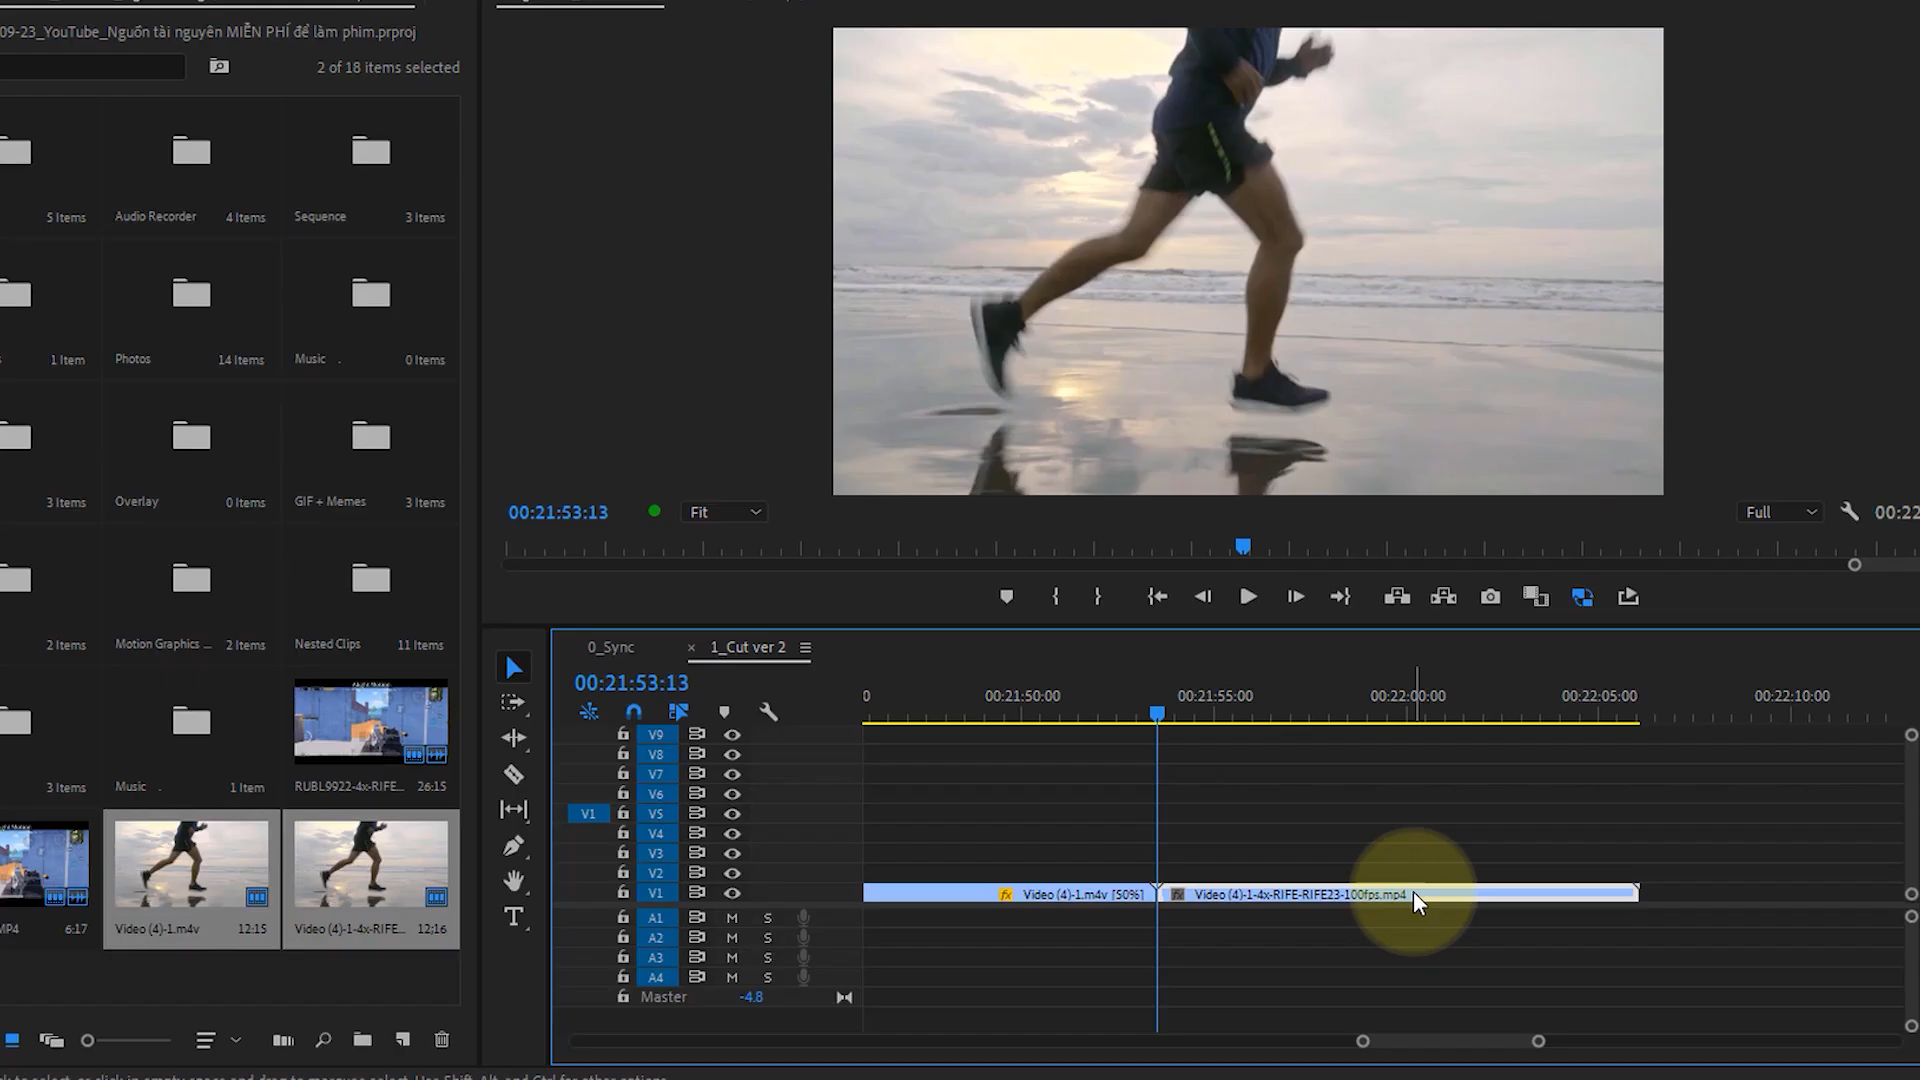 09-23_YouTube_Nguồn tài nguyên MIỄN PHÍ để làm phim.prproj
2 of 18 items selected
5 Items
Audio Recorder 4 Items
Sequence 3 Items
1 Item
Photos 14 Items
Music . 0 Items
3 Items
Overlay 0 Items
GIF + Memes 3 Items
2 Items
Motion Graphics ... 2 Items
Nested Clips 11 Items
3 Items
Music . 1 Item
RUBL9922-4x-RIFE... 26:15
MP4 6:17
Video (4)-1.m4v 12:15
Video (4)-1-4x-RIFE... 12;16
00:21:53:13
Fit
Full
00:22
0_Sync
× 1_Cut ver 2
00:21:53:13
0 00:21:50:00 00:21:55:00 00:22:00:00 00:22:05:00 00:22:10:00
V9
V8
V7
V6
V1 V5
V4
V3
V2
V1
fx Video (4)-1.m4v [50%]
fx Video (4)-1-4x-RIFE-RIFE23-100fps.mp4
A1 M S
A2 M S
A3 M S
A4 M S
Master -4.8